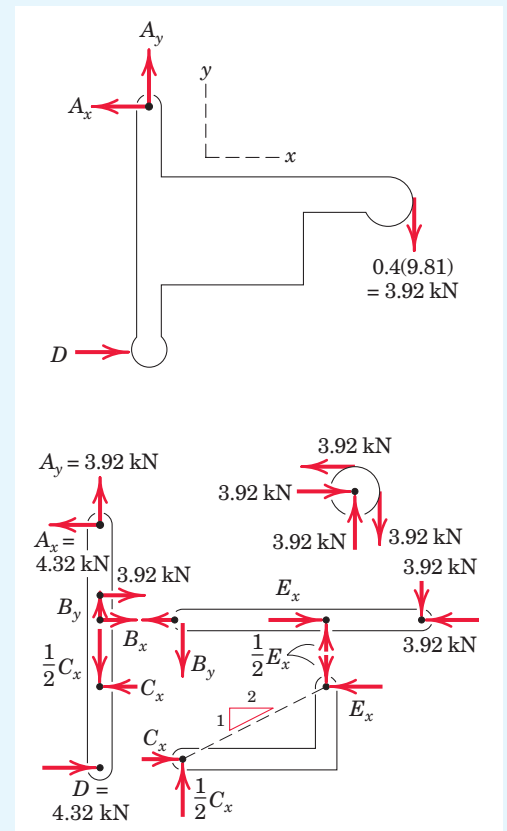 A_y
y
A_x
x
0.4(9.81)
= 3.92 kN
D
3.92 kN
A_y = 3.92 kN
3.92 kN
A_x =
4.32 kN
3.92 kN
3.92 kN
3.92 kN
3.92 kN
E_x
B_y
B_x
3.92 kN
1/2 C_x
B_y
1/2 E_x
C_x
2
1
E_x
C_x
D =
4.32 kN
1/2 C_x